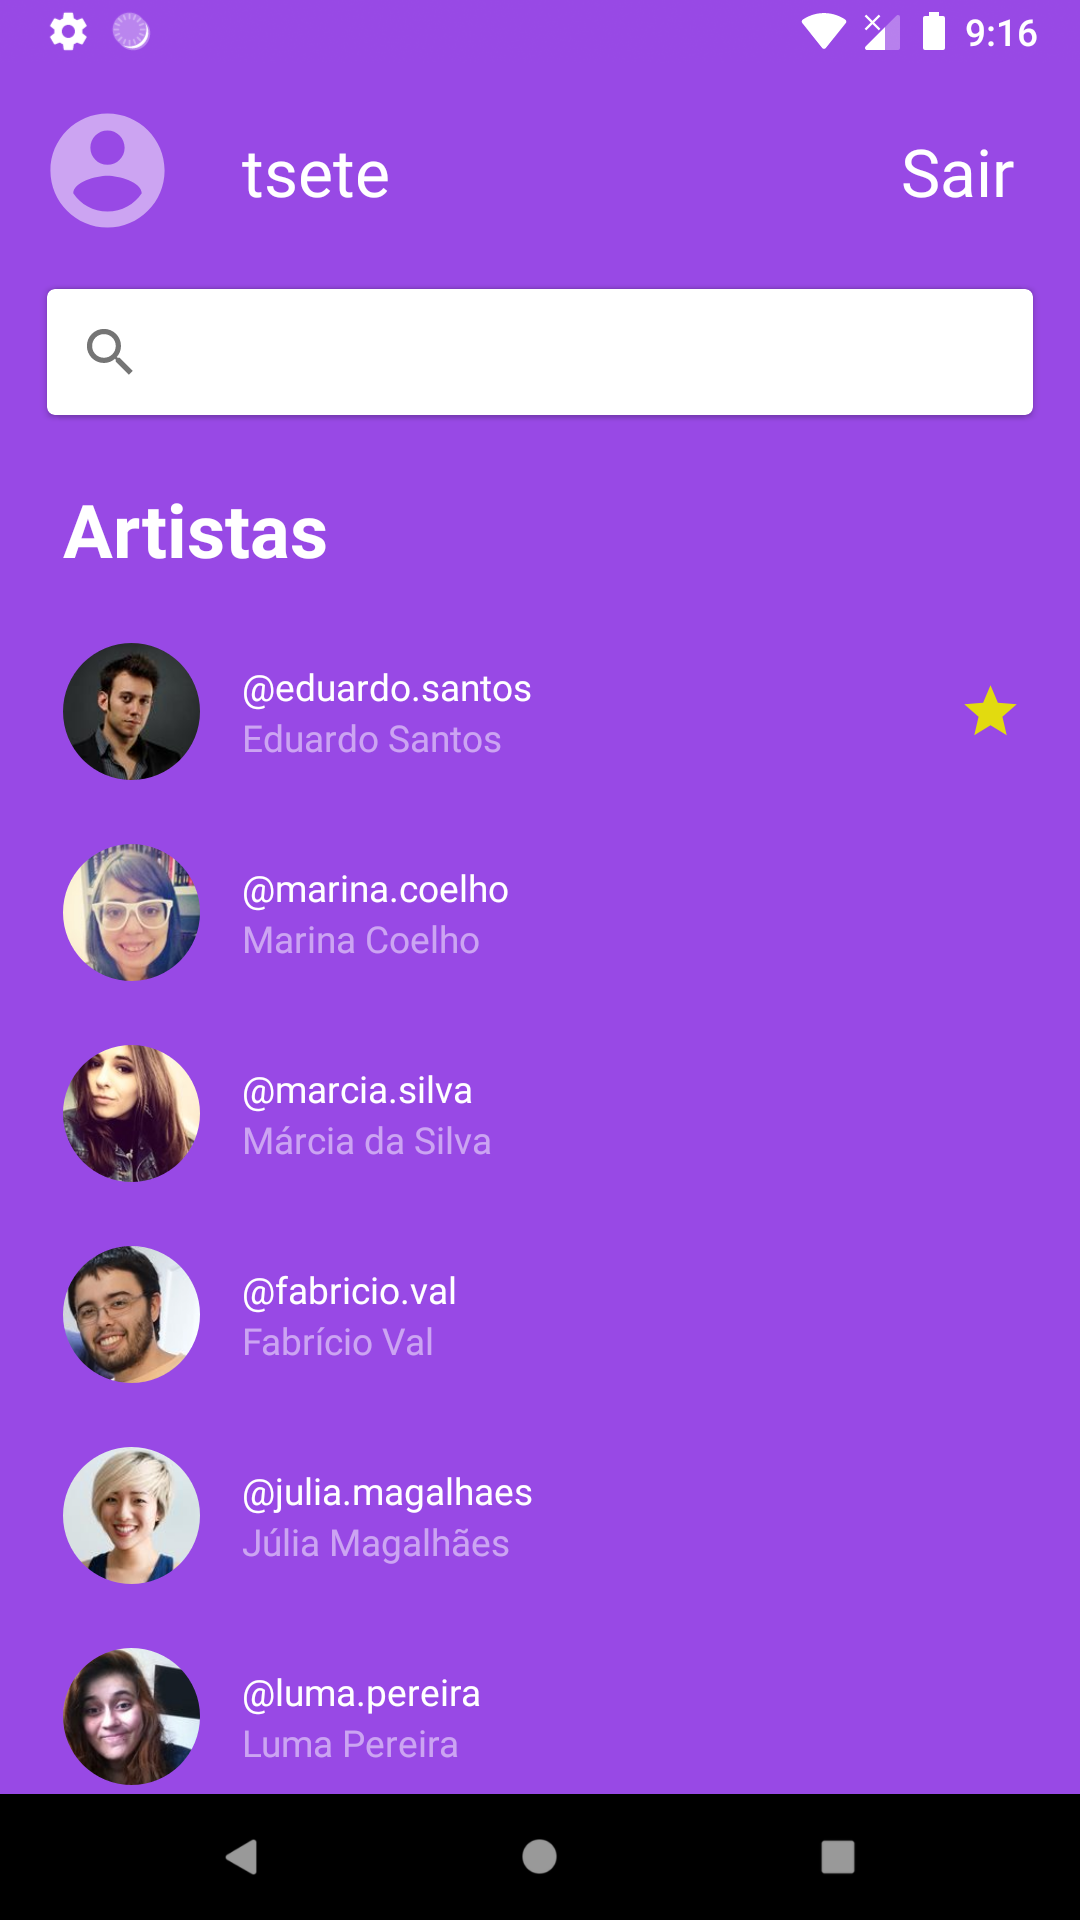 9:16
tsete
Sair
Artistas
@eduardo.santos
Eduardo Santos
@marina.coelho
Marina Coelho
@marcia.silva
Márcia da Silva
@fabricio.val
Fabrício Val
@julia.magalhaes
Júlia Magalhães
@luma.pereira
Luma Pereira